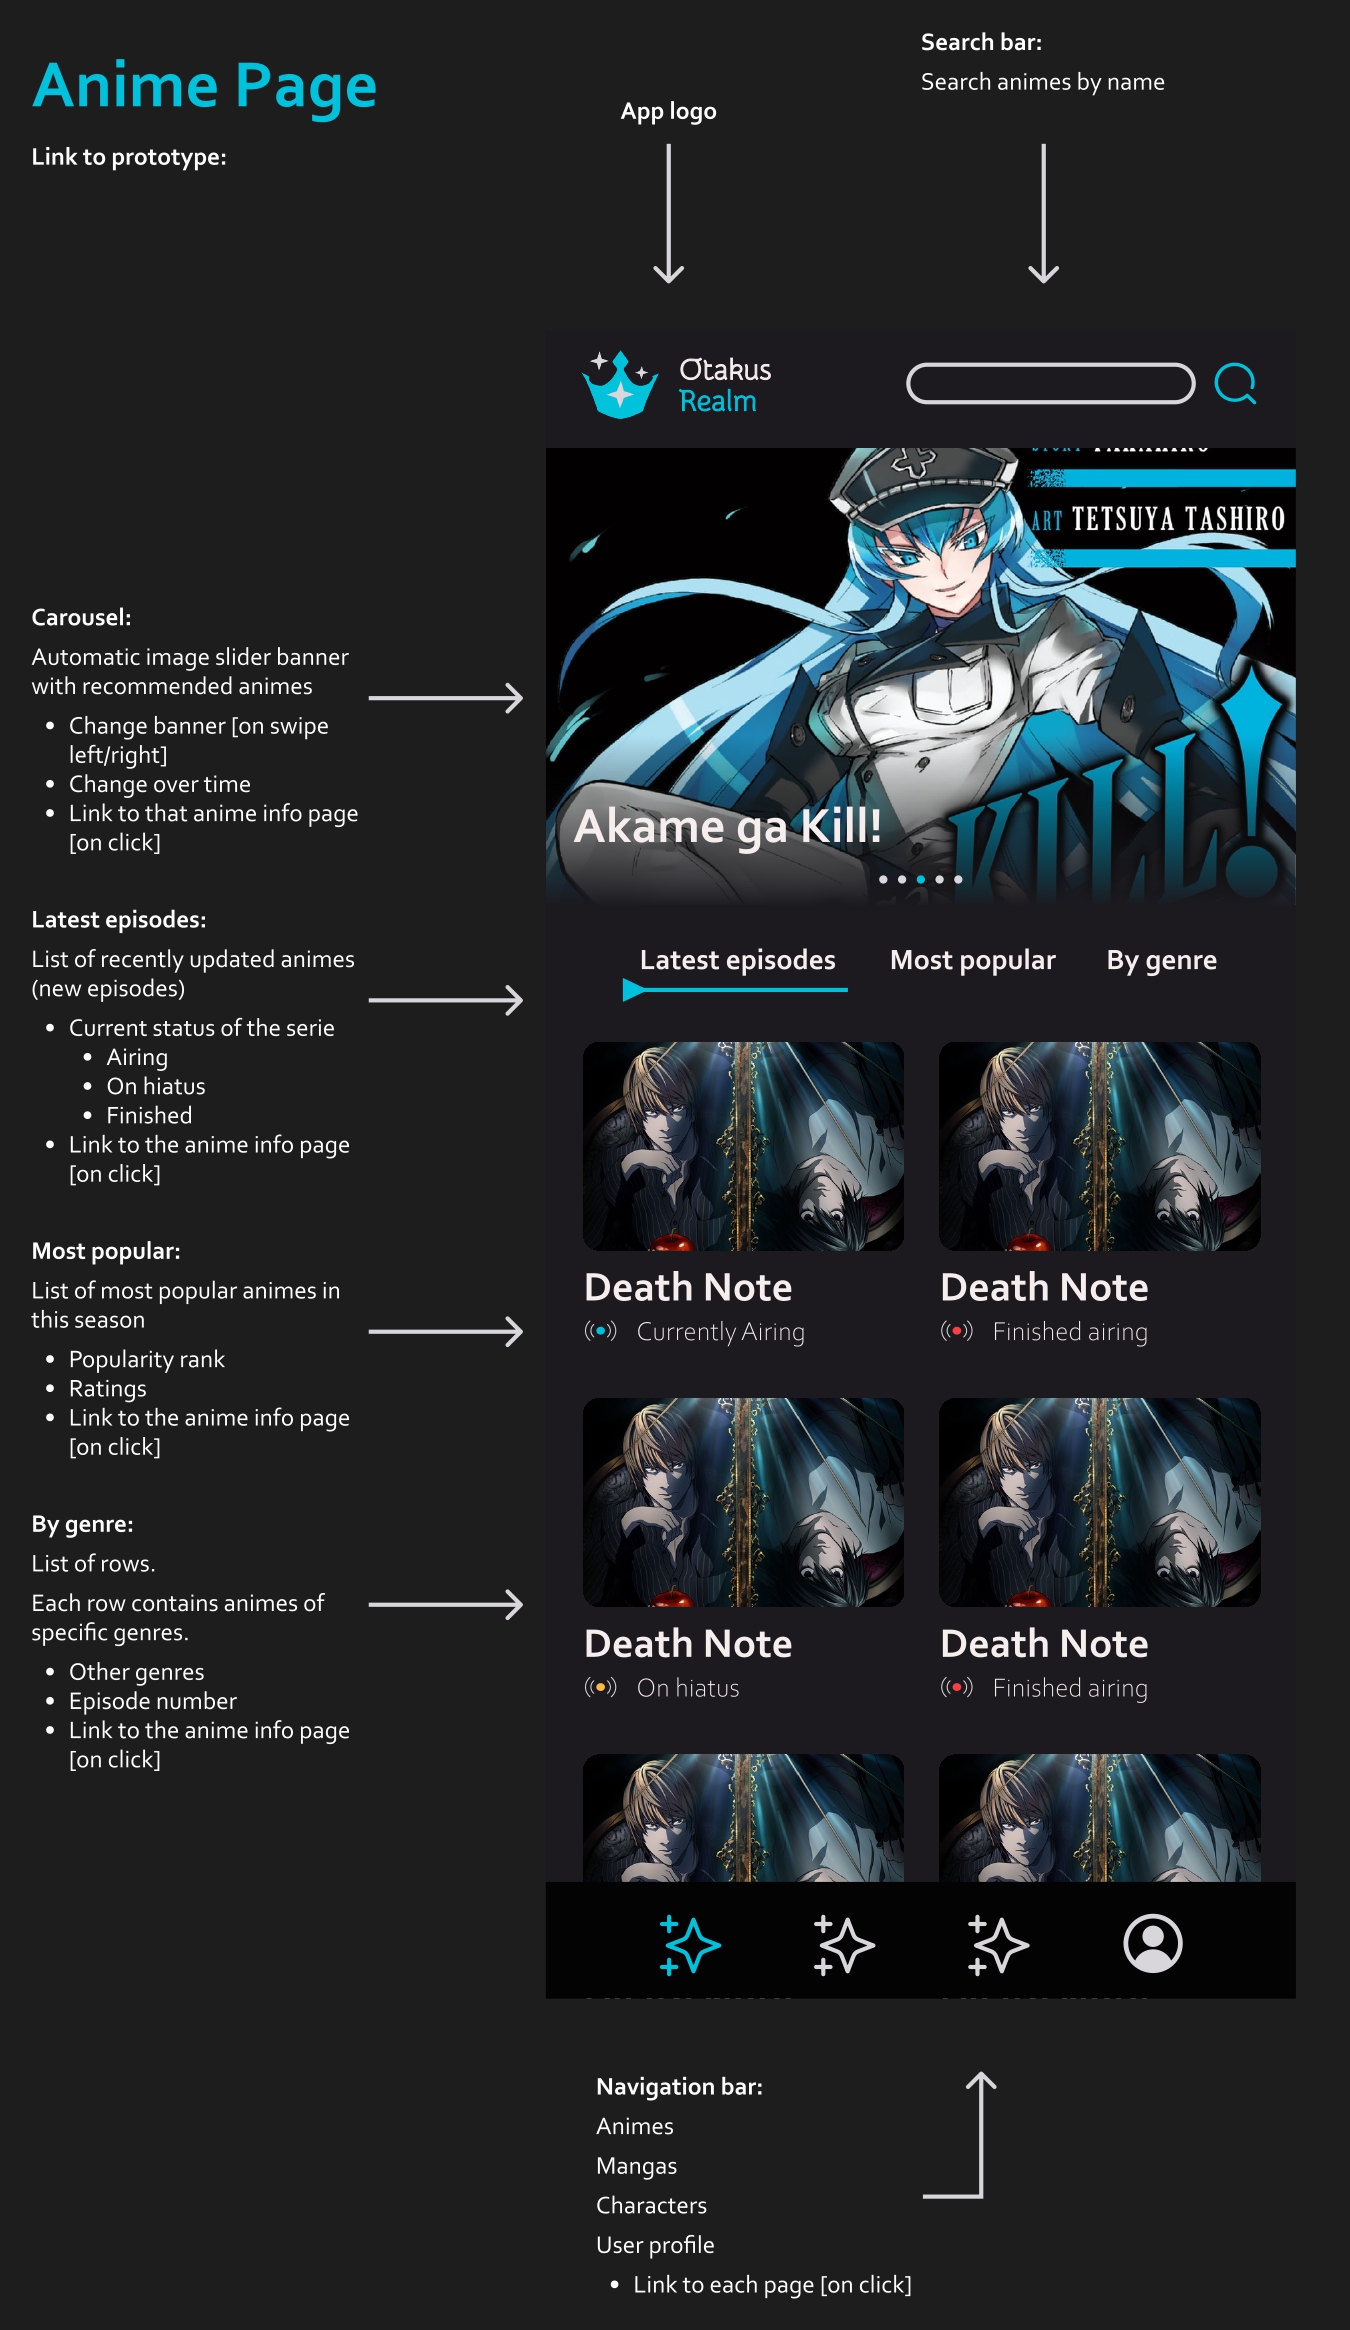 Anime Page
Link to prototype:
App logo
Search bar:
Search animes by name
Otakus
Realm
ART TETSUYA TASHIRO
KILL!
Akame ga Kill!
Carousel:
Automatic image slider banner
with recommended animes
• Change banner [on swipe
left/right]
• Change over time
• Link to that anime info page
[on click]
Latest episodes:
List of recently updated animes
(new episodes)
• Current status of the serie
• Airing
• On hiatus
• Finished
• Link to the anime info page
[on click]
Most popular:
List of most popular animes in
this season
• Popularity rank
• Ratings
• Link to the anime info page
[on click]
By genre:
List of rows.
Each row contains animes of
specific genres.
• Other genres
• Episode number
• Link to the anime info page
[on click]
Latest episodes Most popular By genre
Death Note Death Note
Currently Airing Finished airing
Death Note Death Note
On hiatus Finished airing
Navigation bar:
Animes
Mangas
Characters
User profile
• Link to each page [on click]